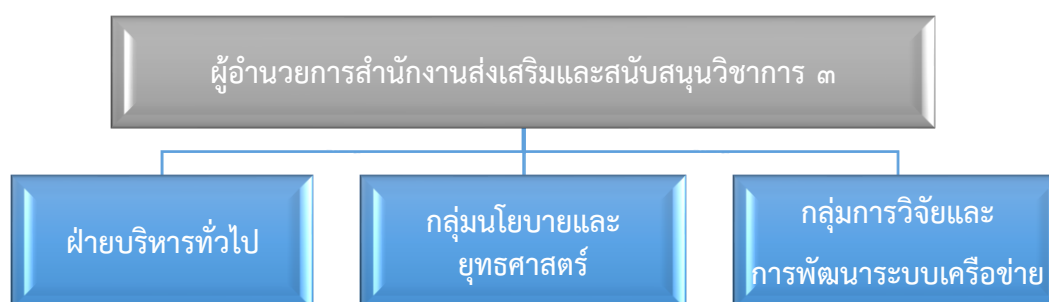 ผู้อำนวยการสำนักงานส่งเสริมและสนับสนุนวิชาการ ๓
ฝ่ายบริหารทั่วไป
กลุ่มนโยบายและ
ยุทธศาสตร์
กลุ่มการวิจัยและ
การพัฒนาระบบเครือข่าย